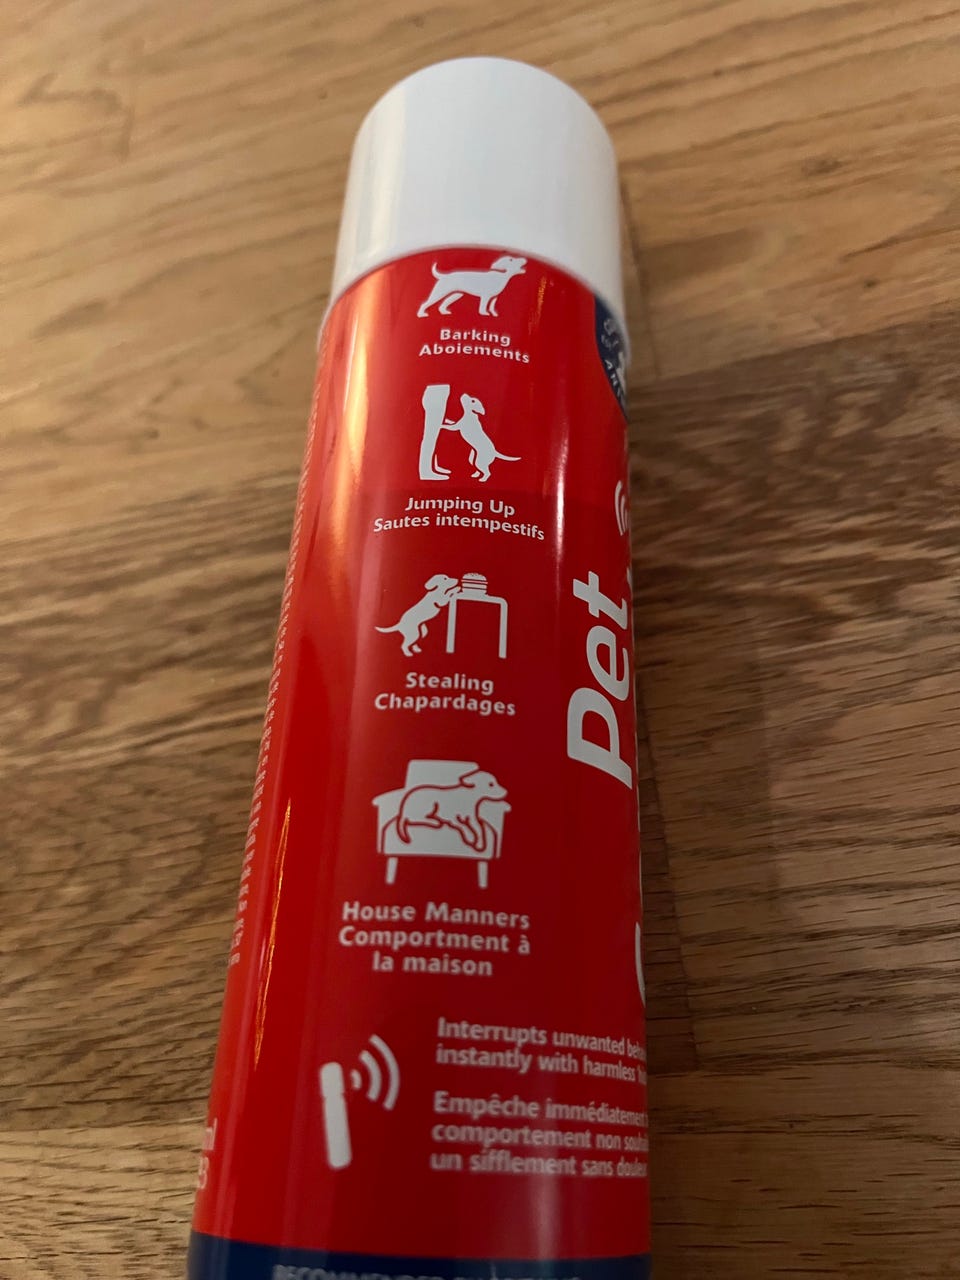 Barking
Aboiements
Jumping Up
Sautes intempestifs
Stealing
Chapardages
House Manners
Comportment à
la maison
Pet
Interrupts unwanted
instantly with harmless
Empêche immédiatement
comportement non
un sifflement sans